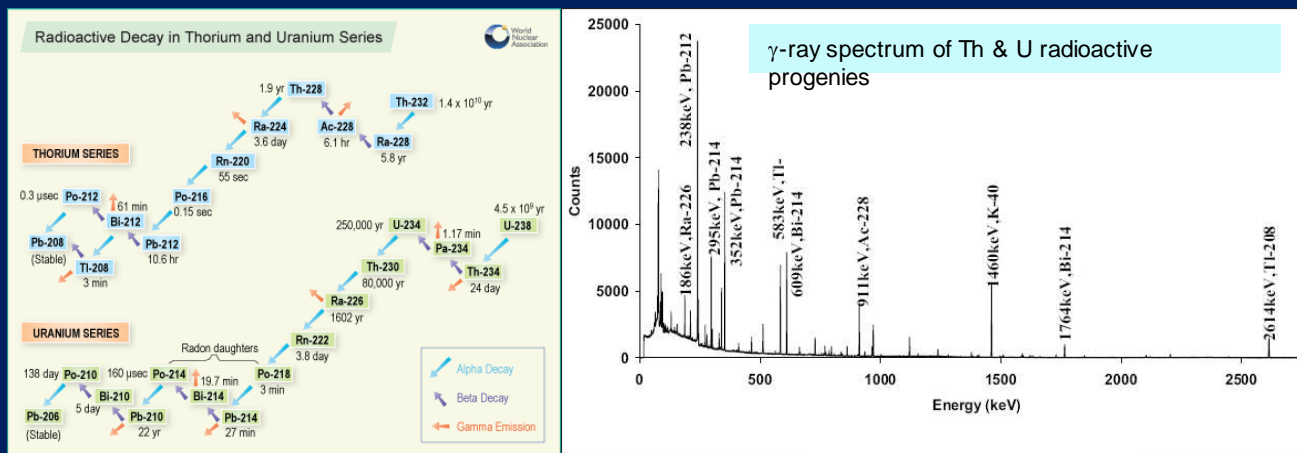 Radioactive Decay in Thorium and Uranium Series
World
Nuclear
Association
1.9 yr
Th-228
Th-232
1.4 x 10¹⁰ yr
Ra-224
3.6 day
Ac-228
6.1 hr
Ra-228
5.8 yr
THORIUM SERIES
Rn-220
55 sec
0.3 µsec
Po-212
61 min
Po-216
0.15 sec
Bi-212
Pb-208
(Stable)
Pb-212
10.6 hr
Tl-208
3 min
250,000 yr
U-234
4.5 x 10⁹ yr
U-238
1.17 min
Pa-234
Th-230
80,000 yr
Th-234
24 day
Ra-226
1602 yr
URANIUM SERIES
Rn-222
3.8 day
Radon daughters
138 day
Po-210
160 µsec
Po-214
19.7 min
Po-218
3 min
Bi-210
5 day
Bi-214
Pb-206
(Stable)
Pb-210
22 yr
Pb-214
27 min
Alpha Decay
Beta Decay
Gamma Emission
γ-ray spectrum of Th & U radioactive
progenies
25000
20000
15000
10000
5000
0
Counts
186keV,Ra-226
238keV, Pb-212
295keV, Pb-214
352keV,Pb-214
583keV,Tl-
609keV,Bi-214
911keV,Ac-228
1460keV,K-40
1764keV,Bi-214
2614keV,Tl-208
0
500
1000
1500
2000
2500
Energy (keV)